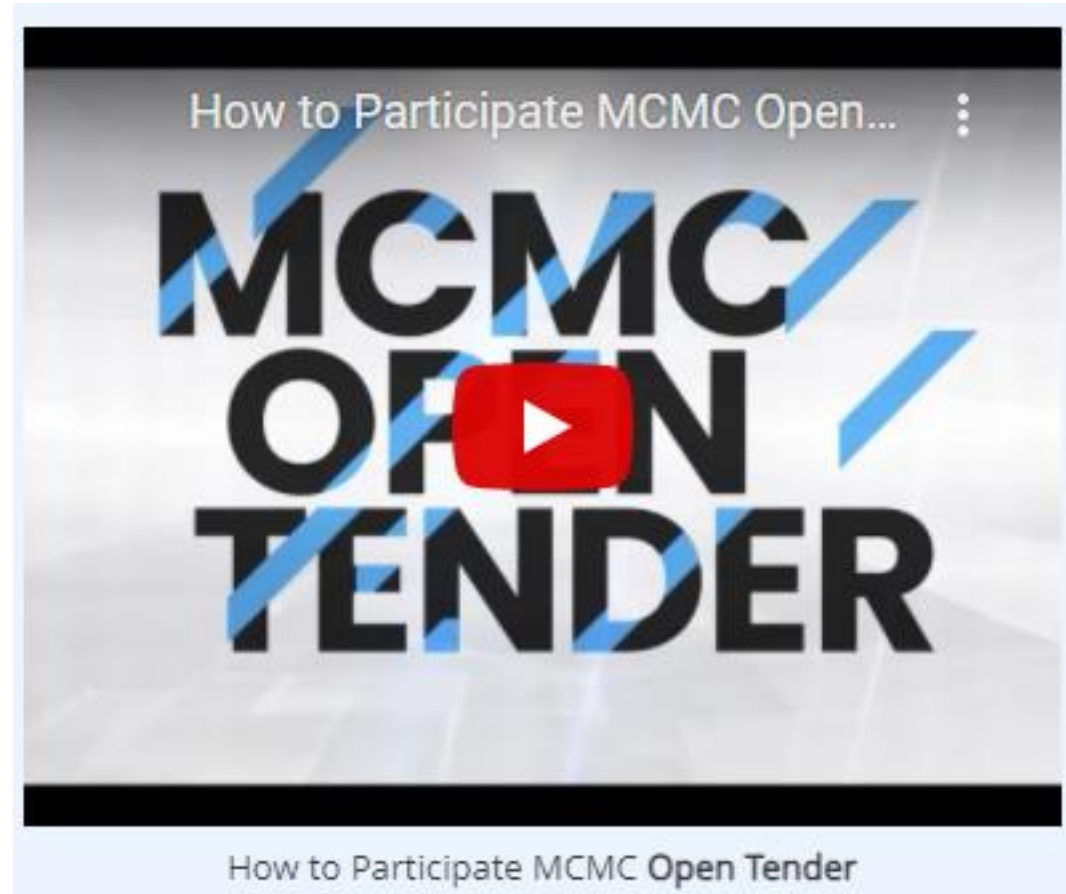 How to Participate MCMC Open...
MCMC
OPEN
TENDER
How to Participate MCMC Open Tender